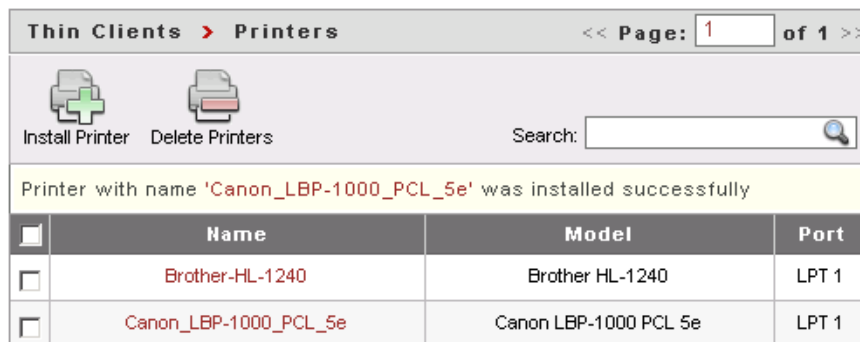 Thin Clients > Printers << Page: 1 of 1 >>
Install Printer Delete Printers Search:
Printer with name 'Canon_LBP-1000_PCL_5e' was installed successfully
Name Model Port
Brother-HL-1240 Brother HL-1240 LPT 1
Canon_LBP-1000_PCL_5e Canon LBP-1000 PCL 5e LPT 1